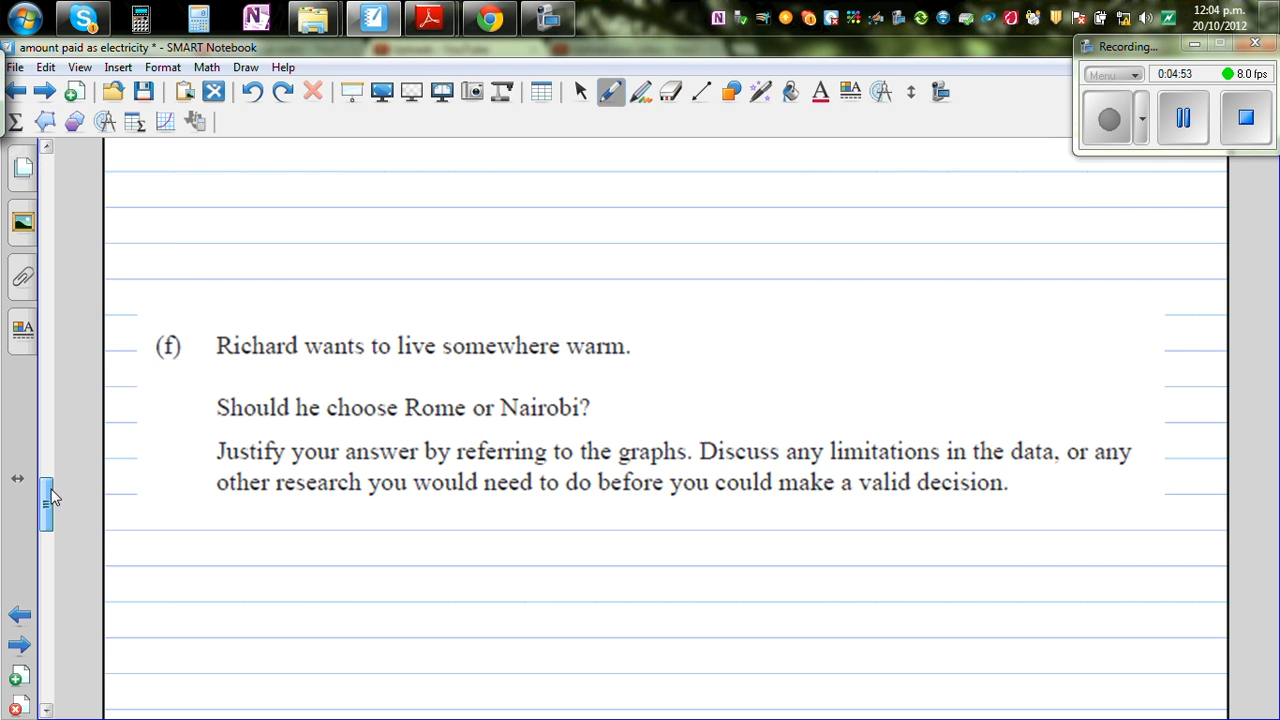 12:04 p.m.
20/10/2012
amount paid as electricity * - SMART Notebook
Recording...
File Edit View Insert Format Math Draw Help
Menu 0:04:53 8.0 fps
(f) Richard wants to live somewhere warm.
Should he choose Rome or Nairobi?
Justify your answer by referring to the graphs. Discuss any limitations in the data, or any
other research you would need to do before you could make a valid decision.